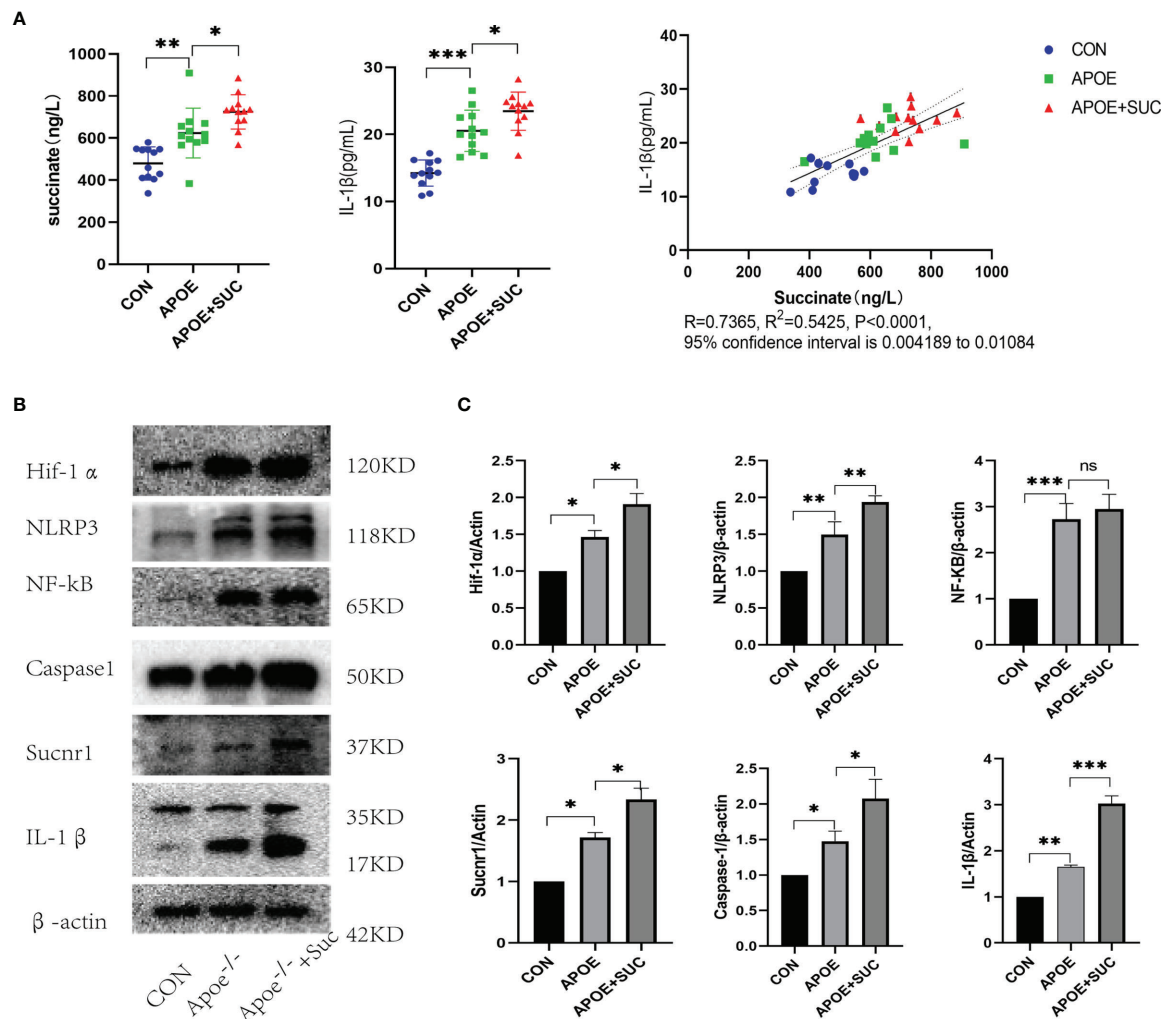 A
succinate（ng/L）
1000
800
600
400
200
0
**
*
CON
APOE
APOE+SUC
IL-1β(pg/mL)
30
20
10
0
***
*
CON
APOE
APOE+SUC
IL-1β(pg/mL)
40
30
20
10
0
0
200
400
600
800
1000
Succinate（ng/L）
R=0.7365, R²=0.5425, P<0.0001,
95% confidence interval is 0.004189 to 0.01084
CON
APOE
APOE+SUC
B
Hif-1 α
120KD
NLRP3
118KD
NF-kB
65KD
Caspase1
50KD
Sucnr1
37KD
35KD
IL-1 β
17KD
β -actin
42KD
CON
Apoe-/-
Apoe-/- +Suc
C
Hif-1α/Actin
2.5
2.0
1.5
1.0
0.5
0.0
*
*
CON
APOE
APOE+SUC
NLRP3/β-actin
2.5
2.0
1.5
1.0
0.5
0.0
**
**
CON
APOE
APOE+SUC
NF-KB/β-actin
4
3
2
1
0
***
ns
CON
APOE
APOE+SUC
Sucnr1/Actin
3
2
1
0
*
*
CON
APOE
APOE+SUC
Caspase-1/β-actin
2.5
2.0
1.5
1.0
0.5
0.0
*
*
CON
APOE
APOE+SUC
IL-1β/Actin
4
3
2
1
0
**
***
CON
APOE
APOE+SUC